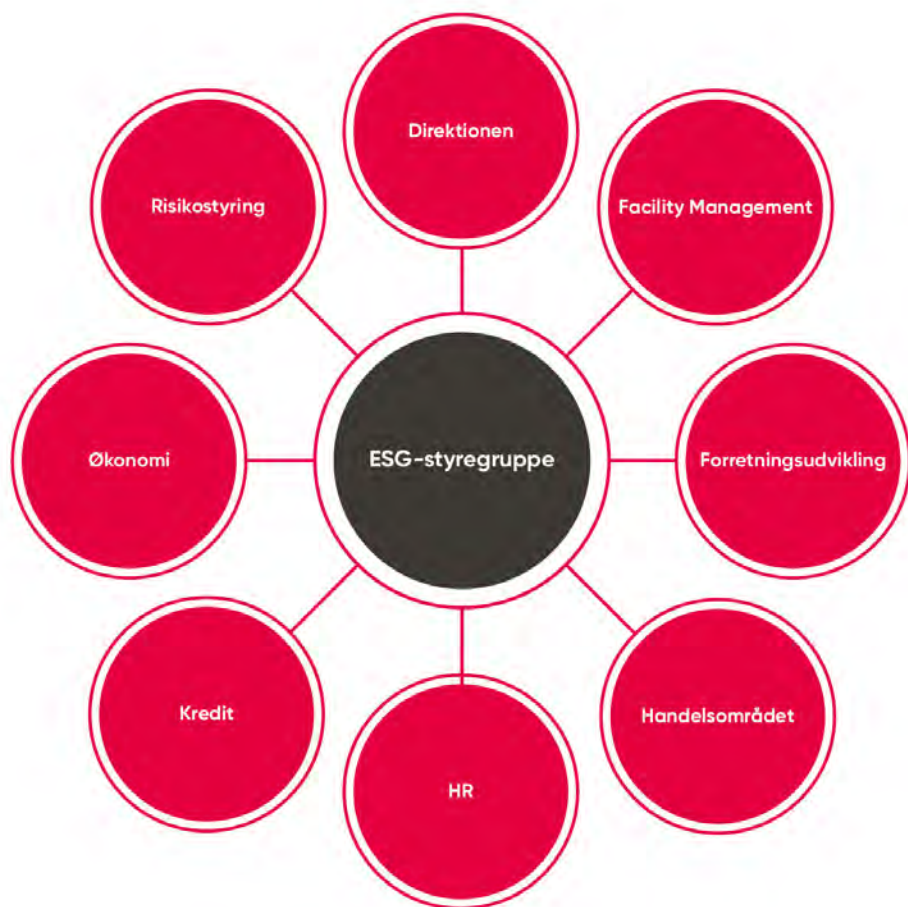 Direktionen
Risikostyring
Facility Management
Økonomi
ESG-styregruppe
Forretningsudvikling
Kredit
Handelsområdet
HR